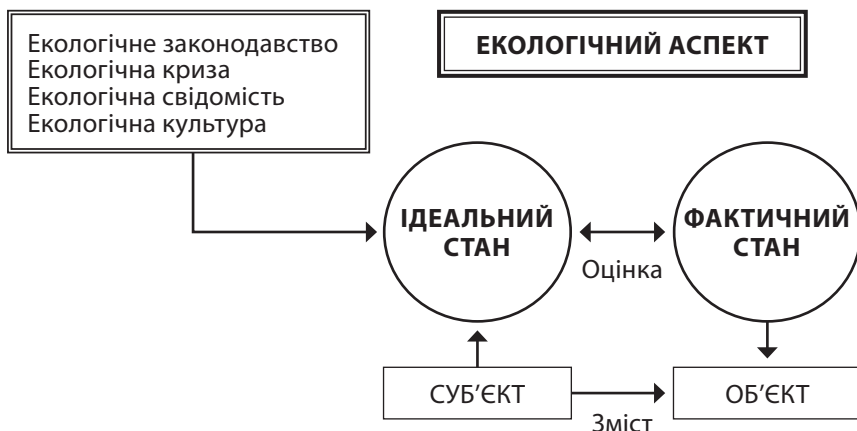 Екологічне законодавство
Екологічна криза
Екологічна свідомість
Екологічна культура
ЕКОЛОГІЧНИЙ АСПЕКТ
ІДЕАЛЬНИЙ
СТАН
ФАКТИЧНИЙ
СТАН
Оцінка
СУБ’ЄКТ
ОБ’ЄКТ
Зміст